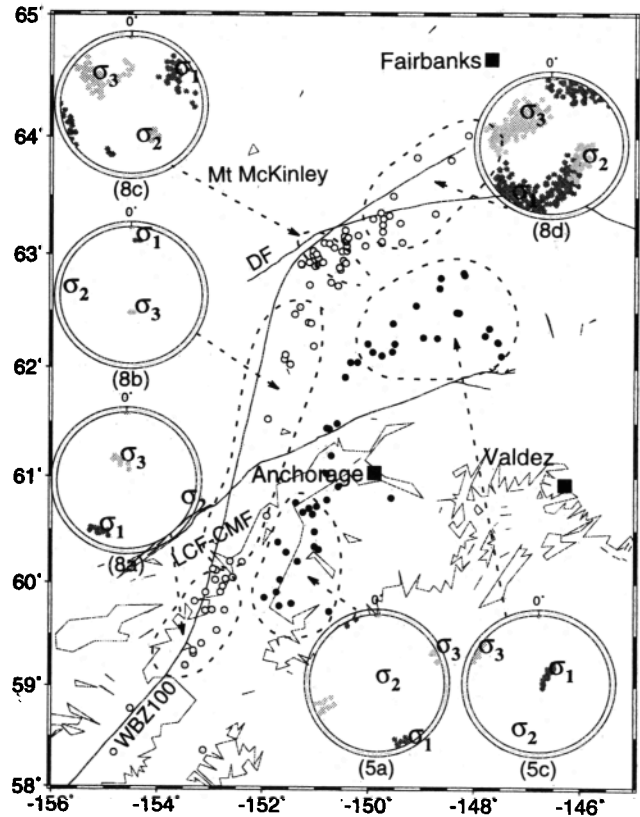 65°
64°
63°
62°
61°
60°
59°
58°
-156
-154
-152
-150
-148
-146
Fairbanks
Mt McKinley
DF
Anchorage
Valdez
LCF-CMF
WBZ100
0°
σ3
σ1
σ2
(8c)
0°
σ1
σ2
σ3
(8b)
0°
σ3
σ2
σ1
(8a)
0°
σ3
σ2
σ1
(8d)
0°
σ3
σ2
σ1
(5a)
0°
σ3
σ1
σ2
(5c)